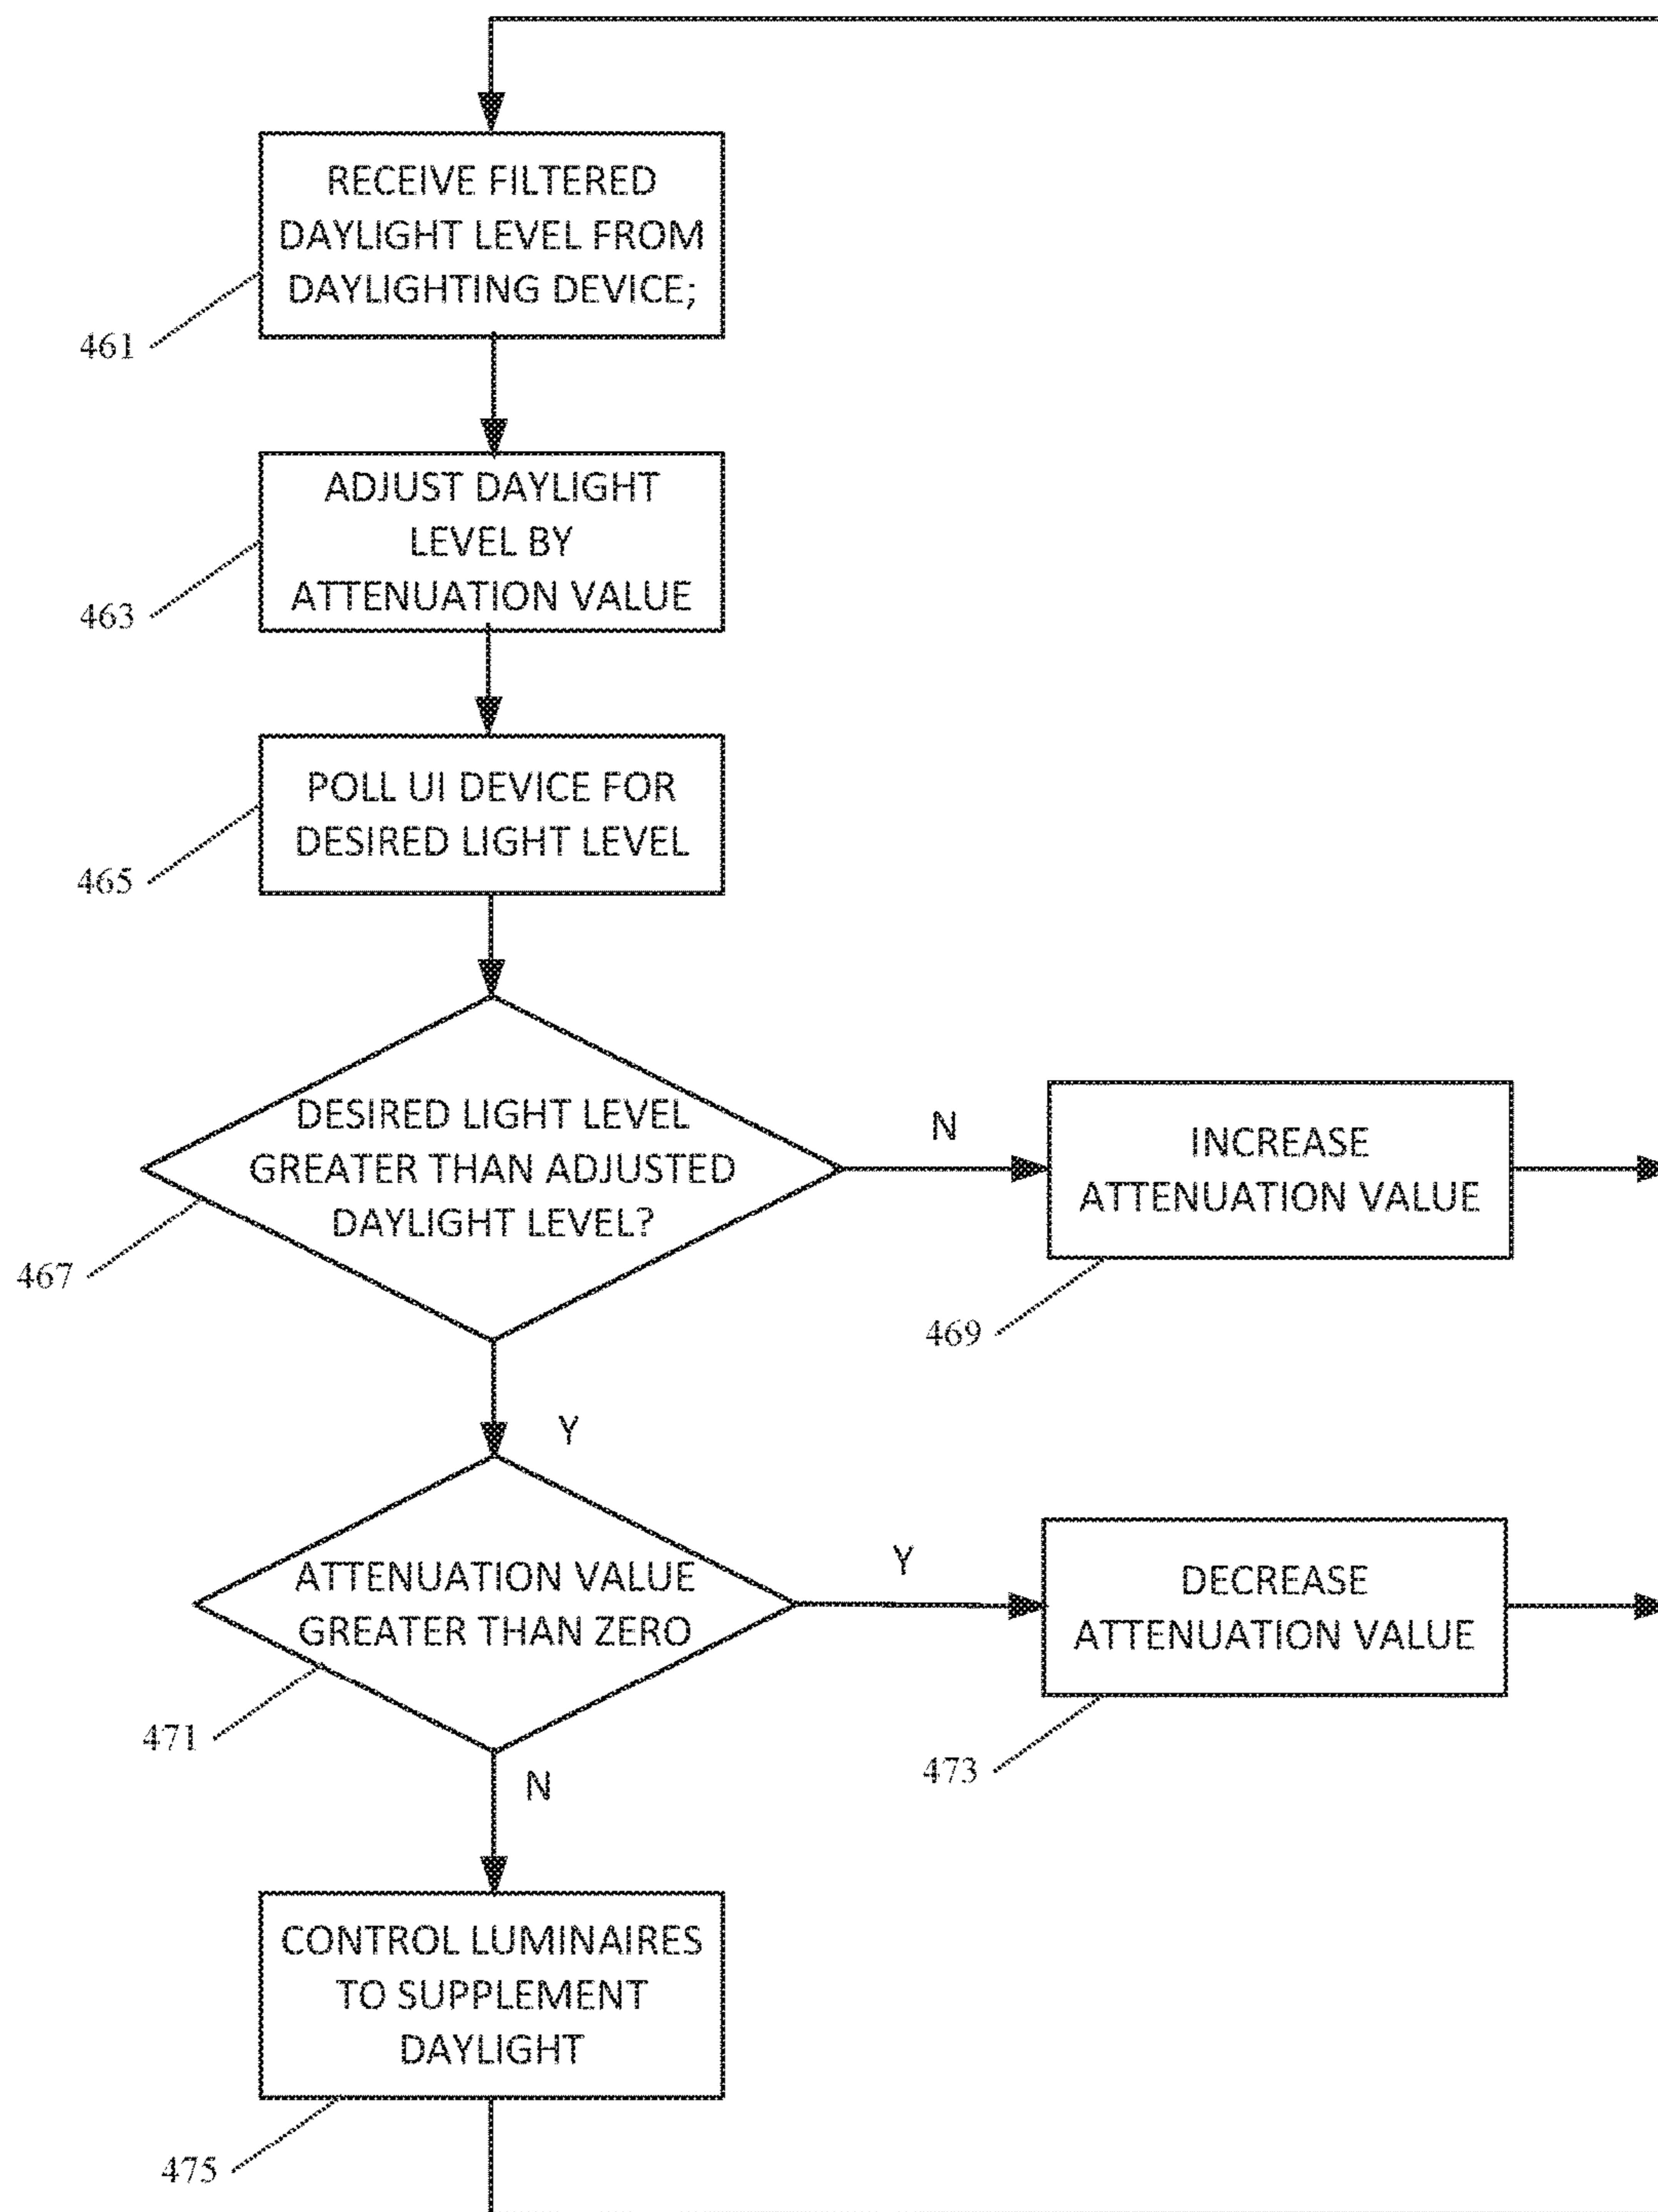 RECEIVE FILTERED
DAYLIGHT LEVEL FROM
DAYLIGHTING DEVICE;
461
ADJUST DAYLIGHT
LEVEL BY
ATTENUATION VALUE
463
POLL UI DEVICE FOR
DESIRED LIGHT LEVEL
465
DESIRED LIGHT LEVEL
GREATER THAN ADJUSTED
DAYLIGHT LEVEL?
467
N
INCREASE
ATTENUATION VALUE
469
Y
ATTENUATION VALUE
GREATER THAN ZERO
471
Y
DECREASE
ATTENUATION VALUE
473
N
CONTROL LUMINAIRES
TO SUPPLEMENT
DAYLIGHT
475